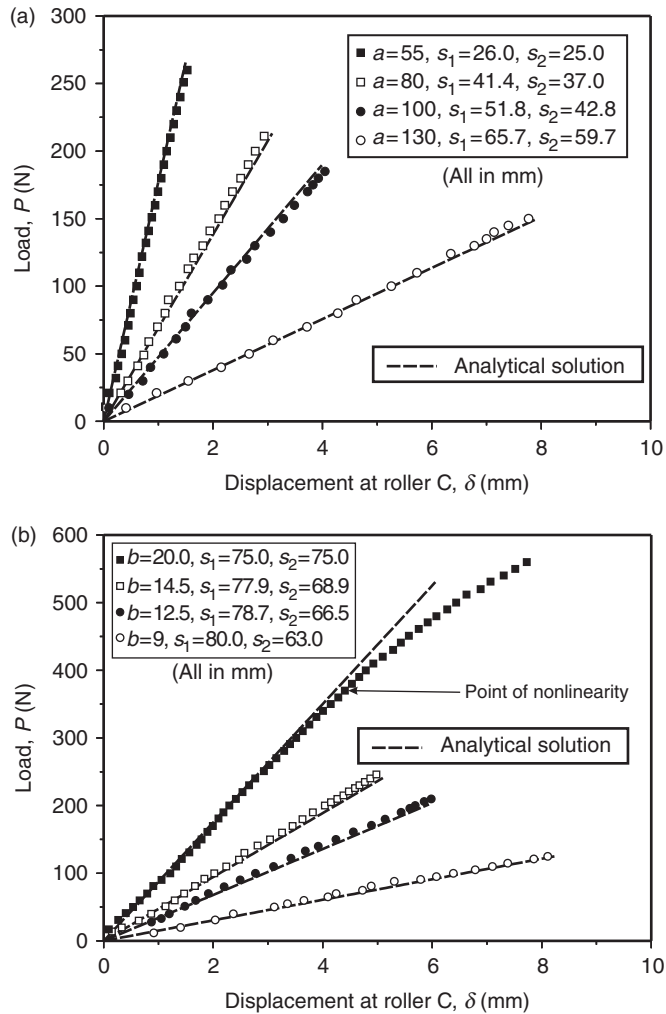 (a)
300
250
200
150
100
50
0
Load, P (N)
a=55, s1=26.0, s2=25.0
a=80, s1=41.4, s2=37.0
a=100, s1=51.8, s2=42.8
a=130, s1=65.7, s2=59.7
(All in mm)
Analytical solution
0 2 4 6 8 10
Displacement at roller C, δ (mm)
(b)
600
500
400
300
200
100
0
Load, P (N)
b=20.0, s1=75.0, s2=75.0
b=14.5, s1=77.9, s2=68.9
b=12.5, s1=78.7, s2=66.5
b=9, s1=80.0, s2=63.0
(All in mm)
Point of nonlinearity
Analytical solution
0 2 4 6 8 10
Displacement at roller C, δ (mm)